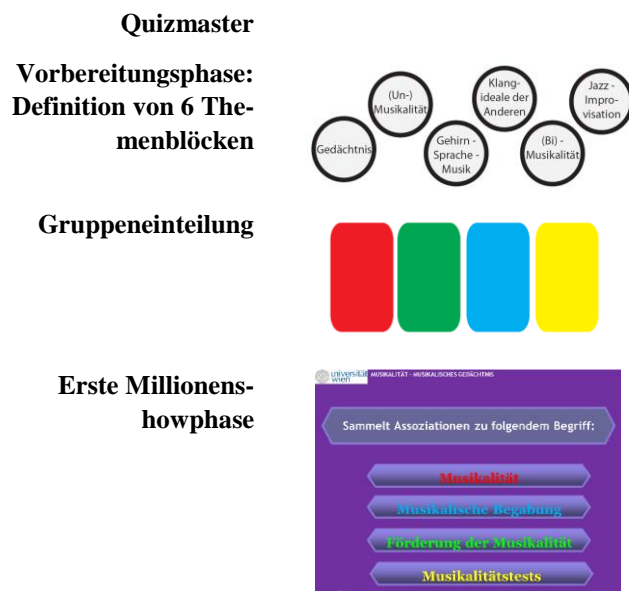 Quizmaster
Vorbereitungsphase:
Definition von 6 The-
menblöcken
Gedächtnis
(Un-)
Musikalität
Klang-
ideale der
Anderen
Gehirn -
Sprache -
Musik
(Bi) -
Musikalität
Jazz -
Impro-
visation
Gruppeneinteilung
Erste Millionens-
howphase
universität
wien
MUSIKALITÄT - MUSIKALISCHES GEDÄCHTNIS
Sammelt Assoziationen zu folgendem Begriff:
Musikalität
Musikalische Begabung
Förderung der Musikalität
Musikalitätstests